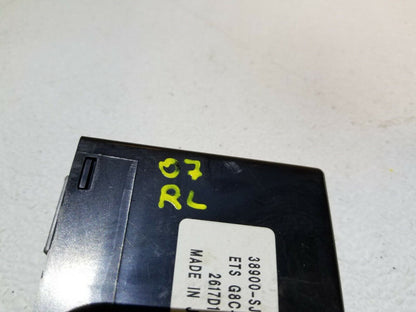 07
RL
38900-SJ
ETS G8C
2617D1
MADE IN J